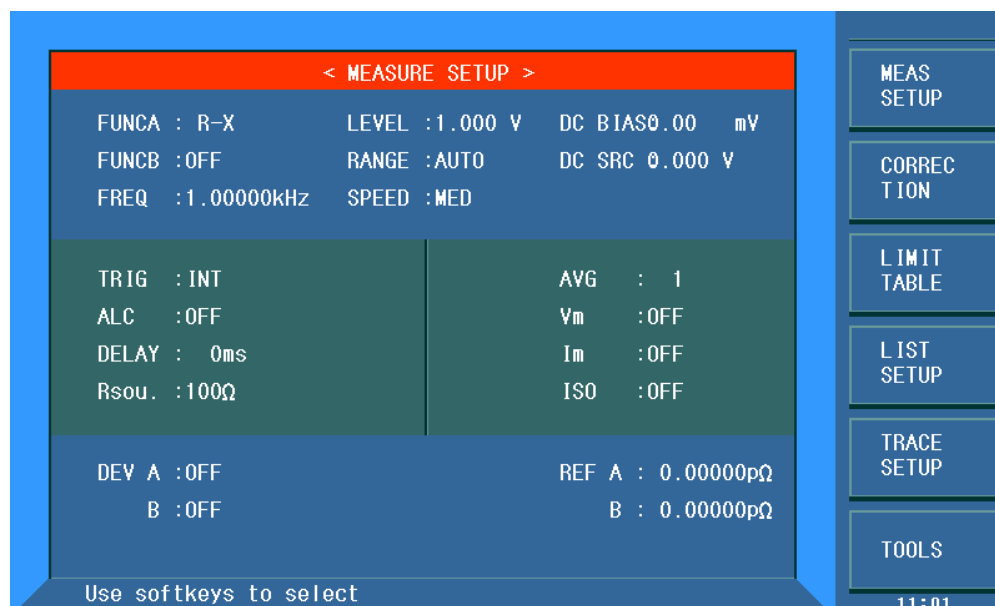 < MEASURE SETUP >
FUNCA : R-X LEVEL :1.000 V DC BIAS0.00 mV
FUNCB :OFF RANGE :AUTO DC SRC 0.000 V
FREQ :1.00000kHz SPEED :MED
TRIG :INT AVG : 1
ALC :OFF Vm :OFF
DELAY : 0ms Im :OFF
Rsou. :100Ω ISO :OFF
DEV A :OFF REF A : 0.00000pΩ
B :OFF B : 0.00000pΩ
Use softkeys to select
MEAS
SETUP
CORREC
TION
LIMIT
TABLE
LIST
SETUP
TRACE
SETUP
TOOLS
11:01